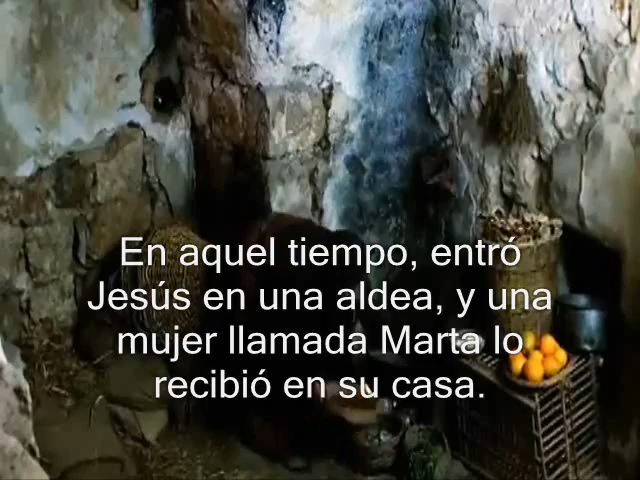 En aquel tiempo, entró
Jesús en una aldea, y una
mujer llamada Marta lo
recibió en su casa.